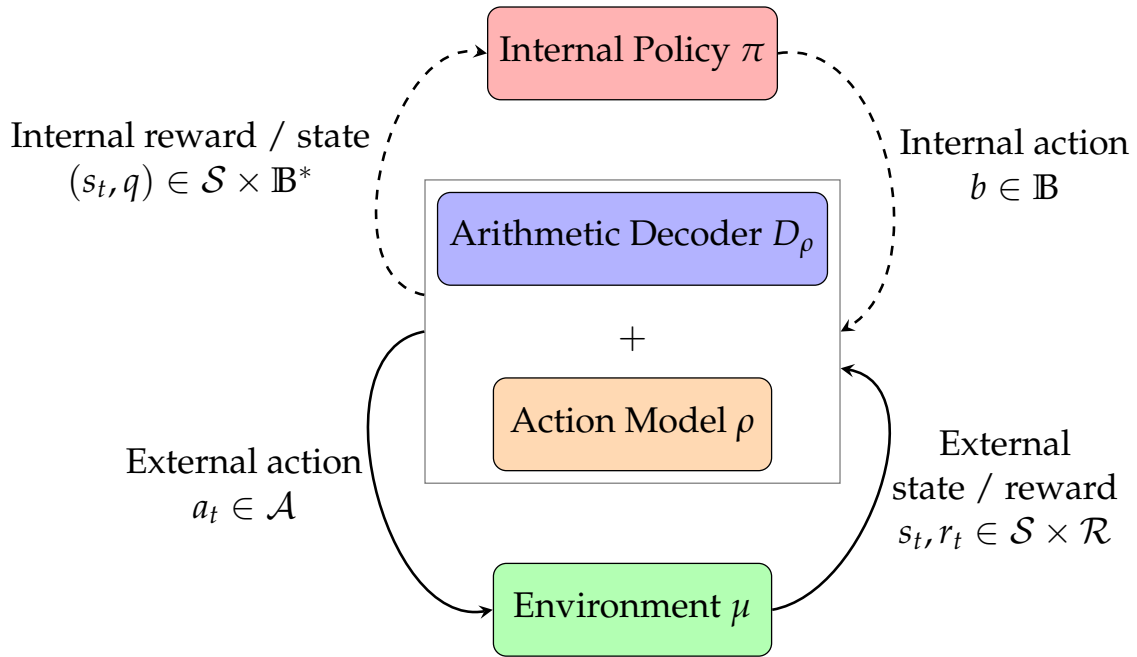 Internal Policy π
Internal reward / state
(s_t, q) ∈ 𝒮 × 𝔹*
Internal action
b ∈ 𝔹
Arithmetic Decoder D_ρ
+
Action Model ρ
External action
a_t ∈ 𝒜
External
state / reward
s_t, r_t ∈ 𝒮 × ℛ
Environment μ